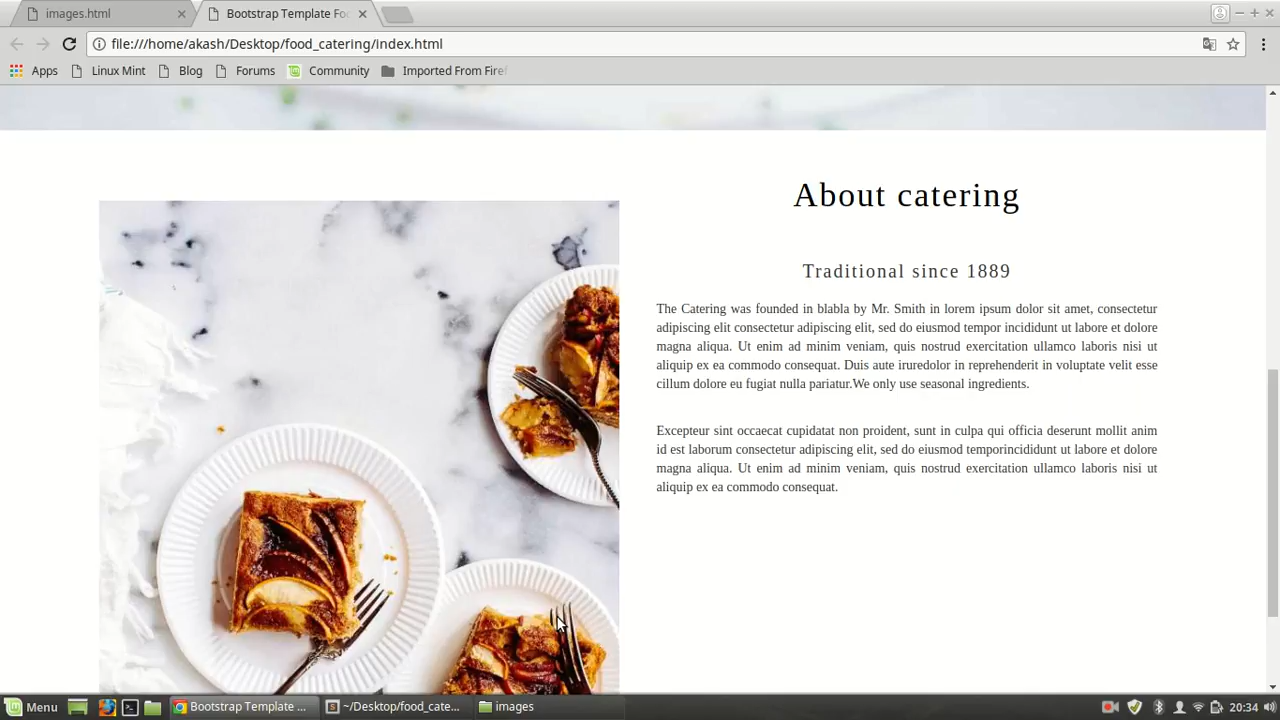 images.html
Bootstrap Template Foo
file:///home/akash/Desktop/food_catering/index.html
Apps Linux Mint Blog Forums Community Imported From Firef
About catering
Traditional since 1889
The Catering was founded in blabla by Mr. Smith in lorem ipsum dolor sit amet, consectetur
adipiscing elit consectetur adipiscing elit, sed do eiusmod tempor incididunt ut labore et dolore
magna aliqua. Ut enim ad minim veniam, quis nostrud exercitation ullamco laboris nisi ut
aliquip ex ea commodo consequat. Duis aute iruredolor in reprehenderit in voluptate velit esse
cillum dolore eu fugiat nulla pariatur.We only use seasonal ingredients.
Excepteur sint occaecat cupidatat non proident, sunt in culpa qui officia deserunt mollit anim
id est laborum consectetur adipiscing elit, sed do eiusmod temporincididunt ut labore et dolore
magna aliqua. Ut enim ad minim veniam, quis nostrud exercitation ullamco laboris nisi ut
aliquip ex ea commodo consequat.
Menu Bootstrap Template ... ~/Desktop/food_cate... images 20:34